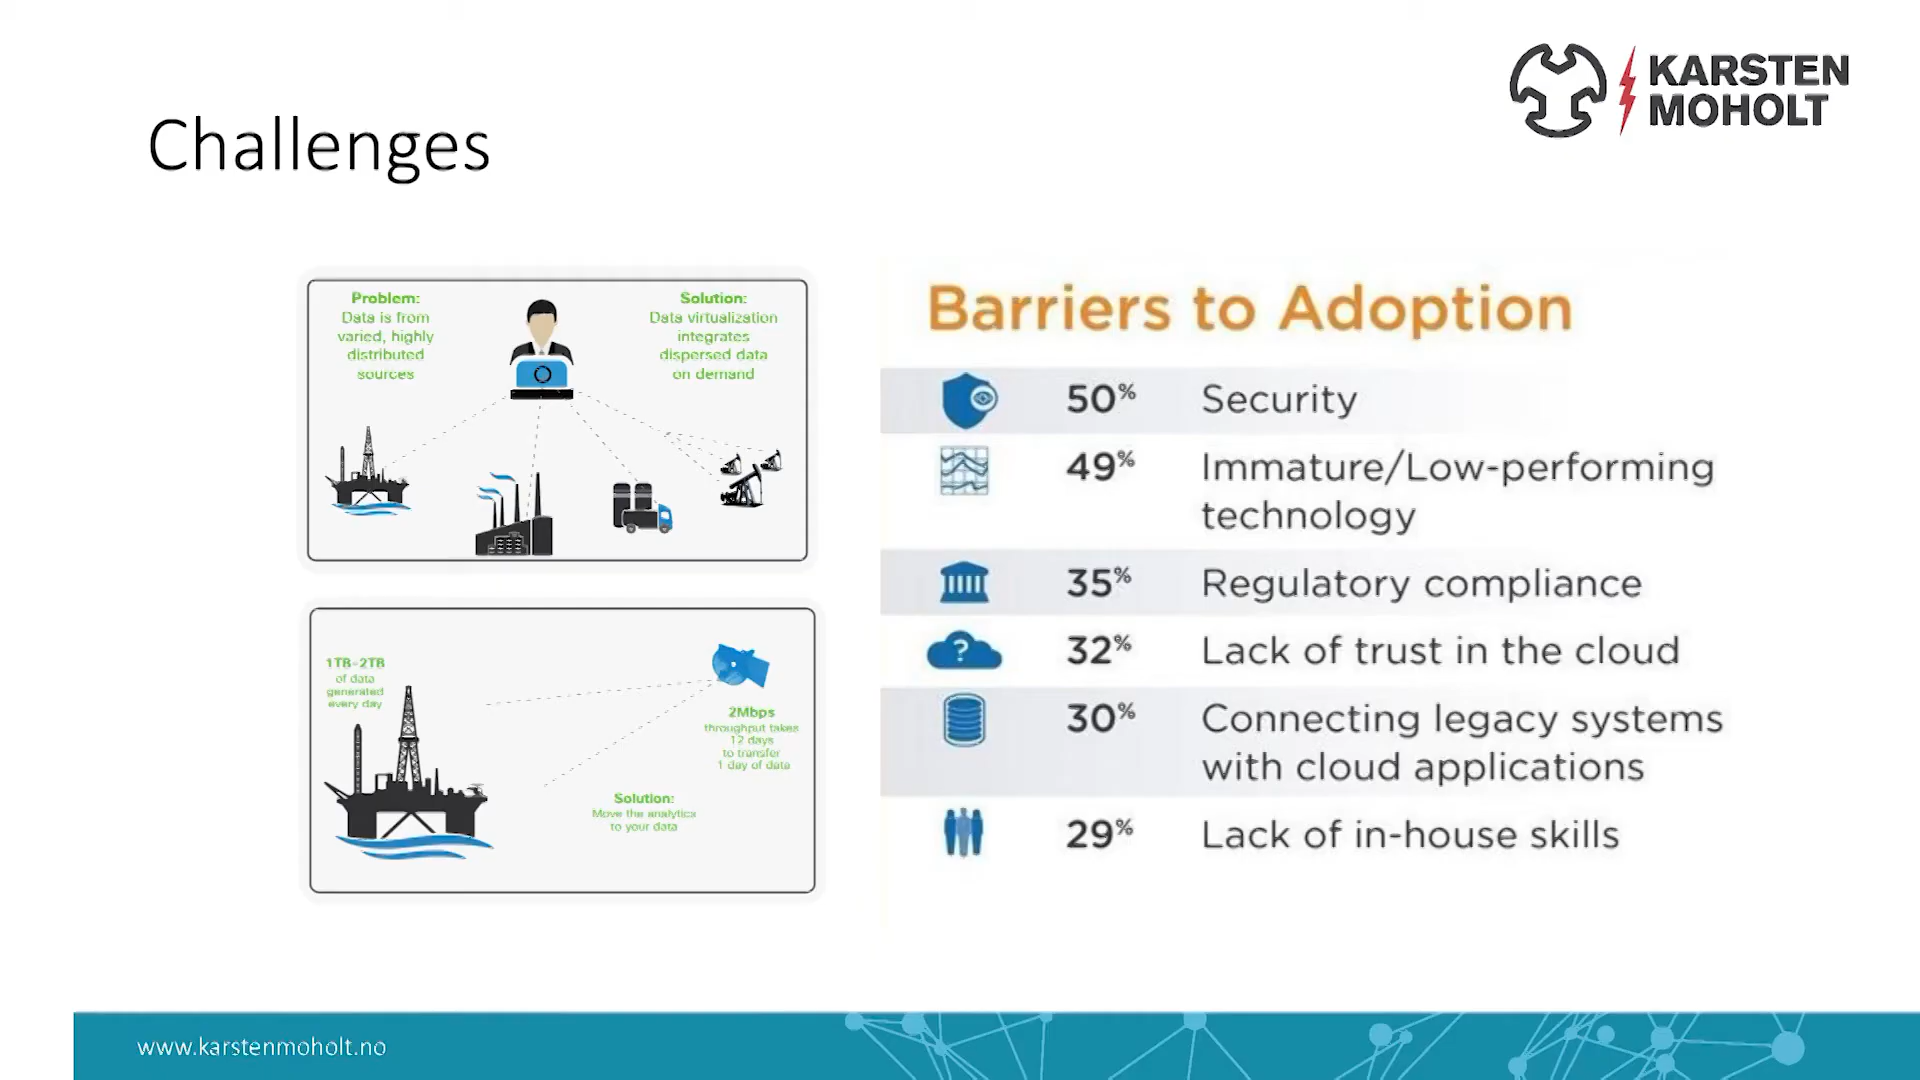 KARSTEN
MOHOLT
Challenges
Problem:
Data is from
varied, highly
distributed
sources
Solution:
Data virtualization
integrates
dispersed data
on demand
1TB-2TB
of data
generated
every day
2Mbps
throughput takes
12 days
to transfer
1 day of data
Solution:
Move the analytics
to your data
Barriers to Adoption
50% Security
49% Immature/Low-performing
technology
35% Regulatory compliance
32% Lack of trust in the cloud
30% Connecting legacy systems
with cloud applications
29% Lack of in-house skills
www.karstenmoholt.no